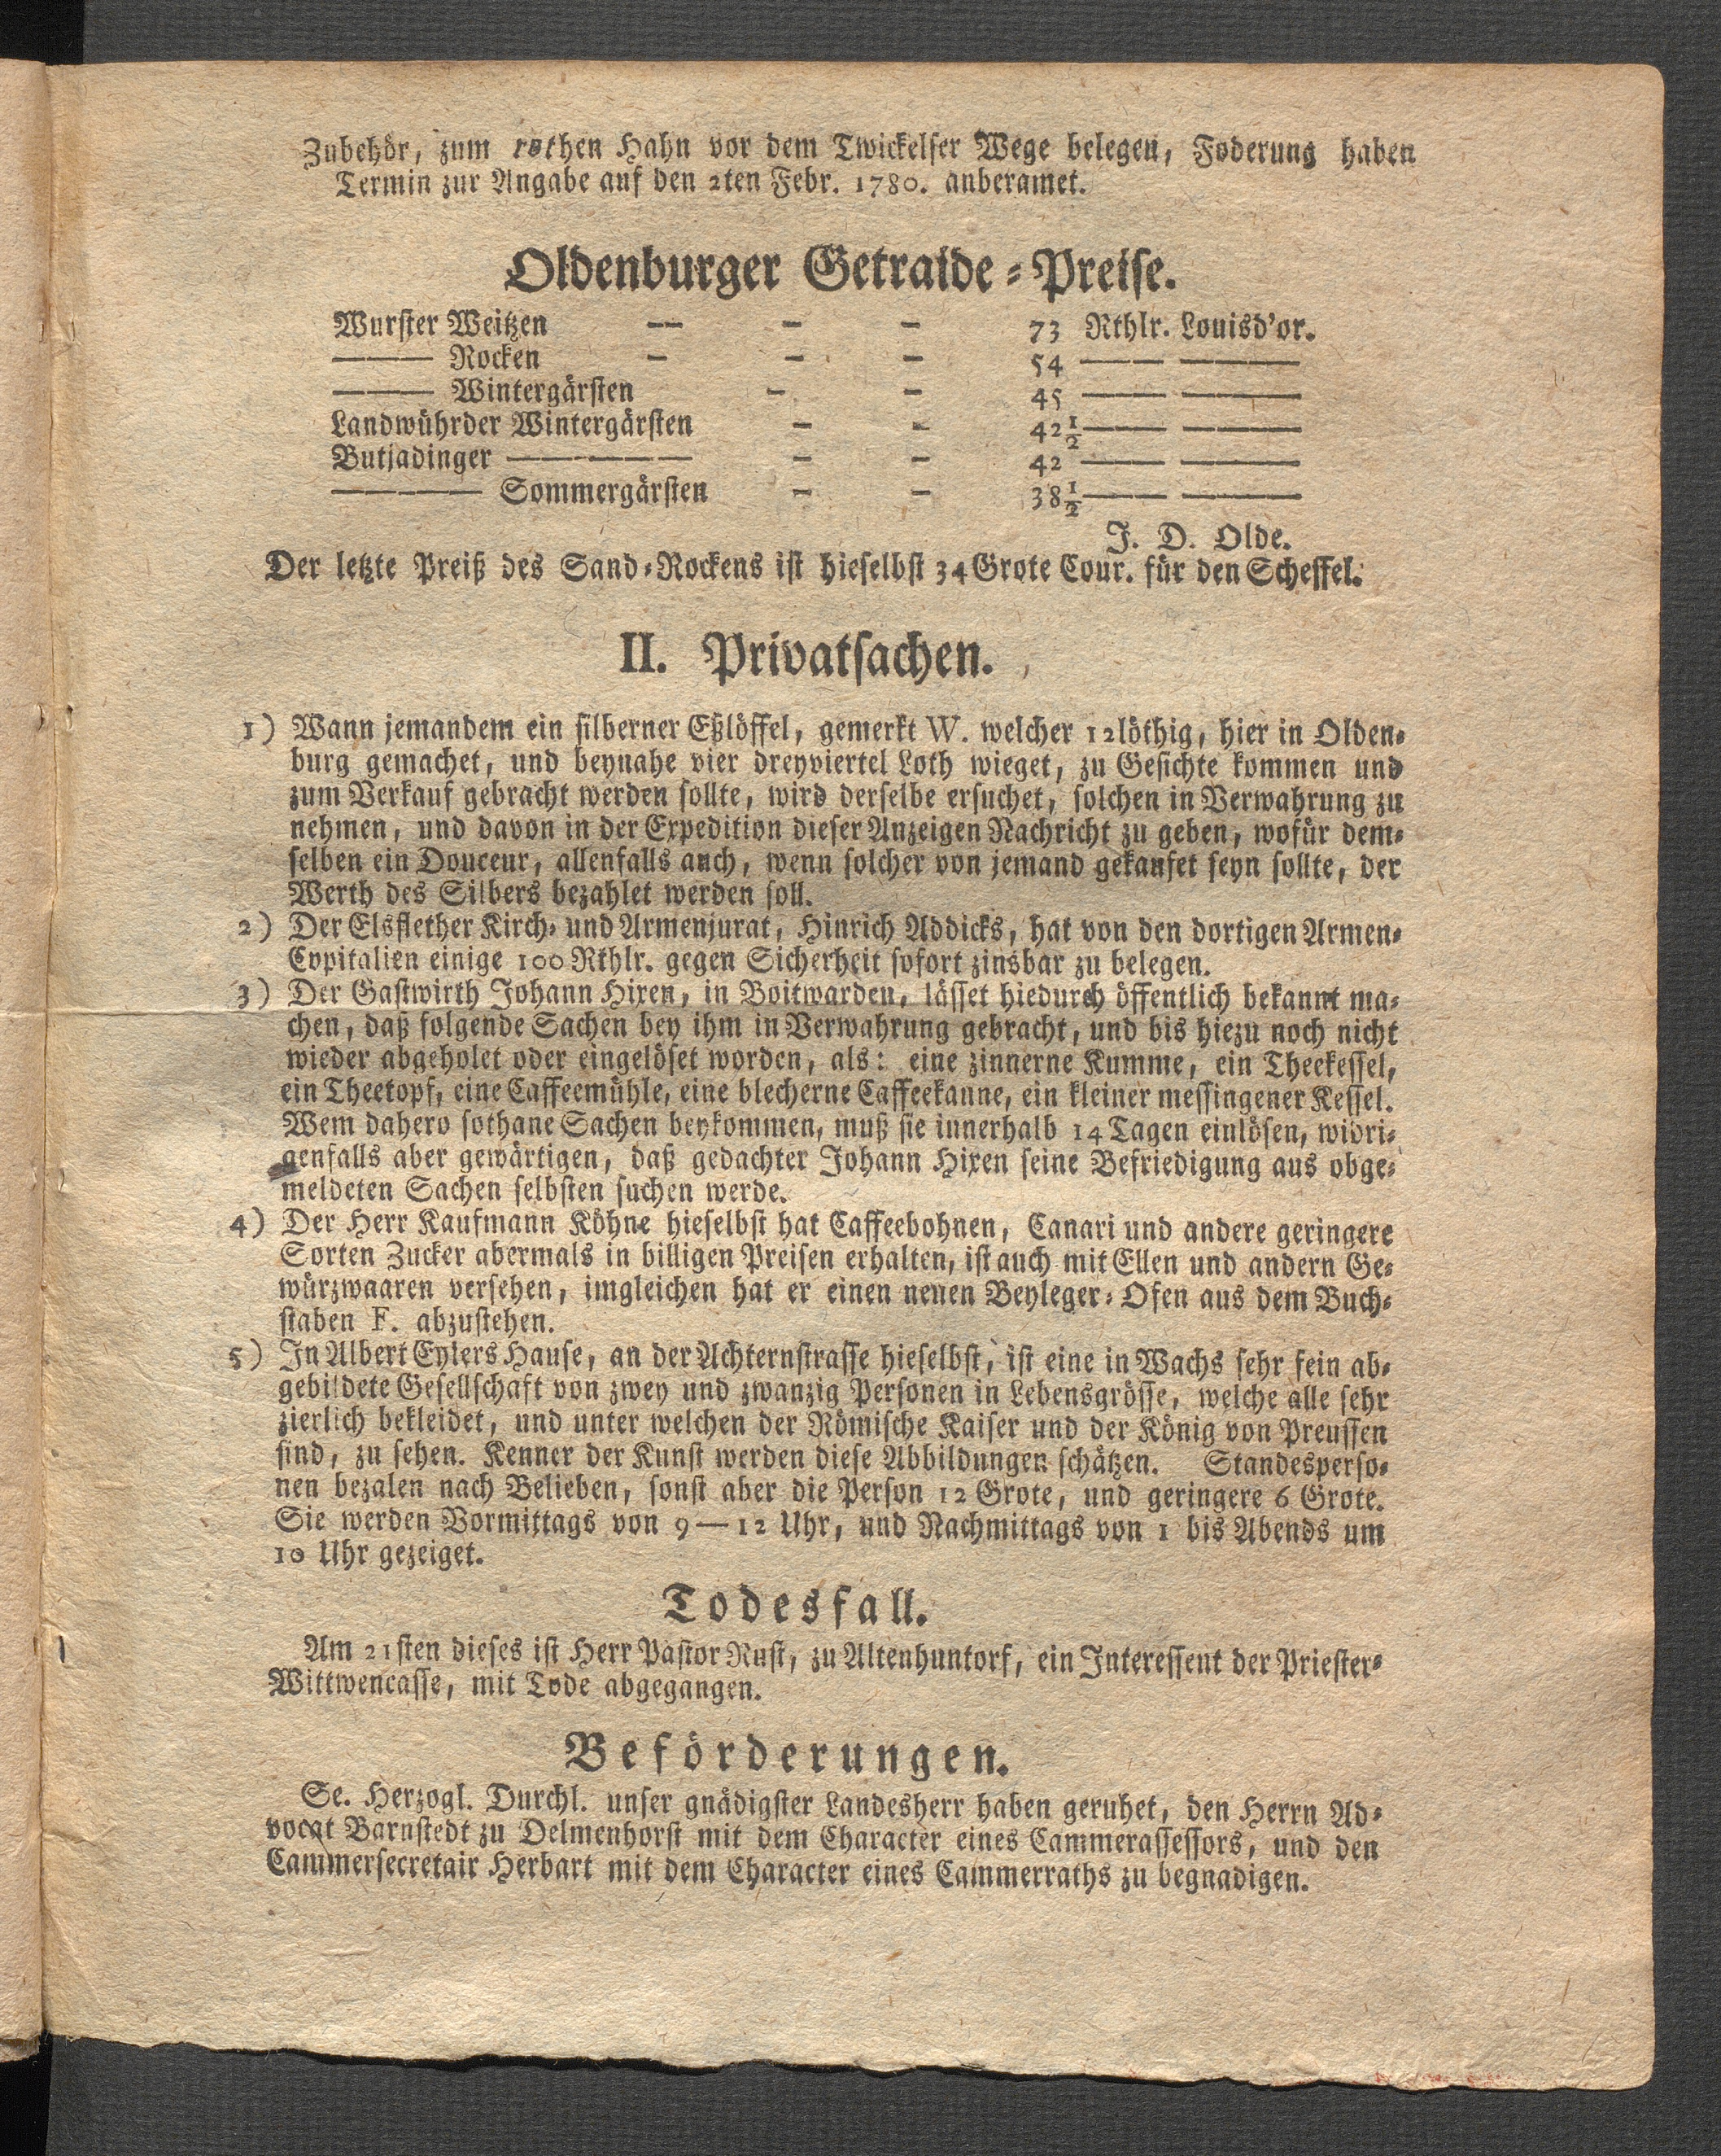 Zubehör, zum rothen Hahn vor dem Twickelser Wege belegen, Foderung haben
Termin zur Angabe auf den 2ten Febr. 1780. anberamet.
Oldenburger Getraide-Preise.
Wurster Weitzen — - - 73 Rthlr. Louisd'or.
——— Rocken - - - 54 ——— ———
——— Wintergärsten - - 45 ——— ———
Landwührder Wintergärsten - - 42½ ——— ———
Butjadinger ——————— - - 42 ——— ———
————— Sommergärsten - - 38½ ——— ———
J. D. Olde.
Der letzte Preiß des Sand-Rockens ist hieselbst 34 Grote Cour. für den Scheffel.
II. Privatsachen.
1) Wann jemandem ein silberner Eßlöffel, gemerkt W. welcher 12löthig, hier in Olden-
burg gemachet, und beynahe vier dreyviertel Loth wieget, zu Gesichte kommen und
zum Verkauf gebracht werden sollte, wird derselbe ersuchet, solchen in Verwahrung zu
nehmen, und davon in der Expedition dieser Anzeigen Nachricht zu geben, wofür dem-
selben ein Douceur, allenfalls auch, wenn solcher von jemand gekaufet seyn sollte, der
Werth des Silbers bezahlet werden soll.
2) Der Elsflether Kirch- und Armenjurat, Hinrich Addicks, hat von den dortigen Armen-
Copitalien einige 100 Rthlr. gegen Sicherheit sofort zinsbar zu belegen.
3) Der Gastwirth Johann Hixen, in Boitwarden, lässet hiedurch öffentlich bekannt ma-
chen, daß folgende Sachen bey ihm in Verwahrung gebracht, und bis hiezu noch nicht
wieder abgeholet oder eingelöset worden, als: eine zinnerne Kumme, ein Theekessel,
ein Theetopf, eine Caffeemühle, eine blecherne Caffeekanne, ein kleiner messingener Kessel.
Wem dahero sothane Sachen beykommen, muß sie innerhalb 14 Tagen einlösen, widri-
genfalls aber gewärtigen, daß gedachter Johann Hixen seine Befriedigung aus obge-
meldeten Sachen selbsten suchen werde.
4) Der Herr Kaufmann Köhne hieselbst hat Caffeebohnen, Canari und andere geringere
Sorten Zucker abermals in billigen Preisen erhalten, ist auch mit Ellen und andern Ge-
würzwaaren versehen, imgleichen hat er einen neuen Beyleger-Ofen aus dem Buch-
staben F. abzustehen.
5) In Albert Eylers Hause, an der Achternstrasse hieselbst, ist eine in Wachs sehr fein ab-
gebildete Gesellschaft von zwey und zwanzig Personen in Lebensgrösse, welche alle sehr
zierlich bekleidet, und unter welchen der Römische Kaiser und der König von Preussen
sind, zu sehen. Kenner der Kunst werden diese Abbildungen schätzen. Standesperso-
nen bezalen nach Belieben, sonst aber die Person 12 Grote, und geringere 6 Grote.
Sie werden Vormittags von 9—12 Uhr, und Nachmittags von 1 bis Abends um
10 Uhr gezeiget.
Todesfall.
Am 21sten dieses ist Herr Pastor Rust, zu Altenhuntorf, ein Interessent der Priester-
Wittwencasse, mit Tode abgegangen.
Beförderungen.
Se. Herzogl. Durchl. unser gnädigster Landesherr haben geruhet, den Herrn Ad-
vocat Barnstedt zu Delmenhorst mit dem Character eines Cammerassessors, und den
Cammersecretair Herbart mit dem Character eines Cammerraths zu begnadigen.